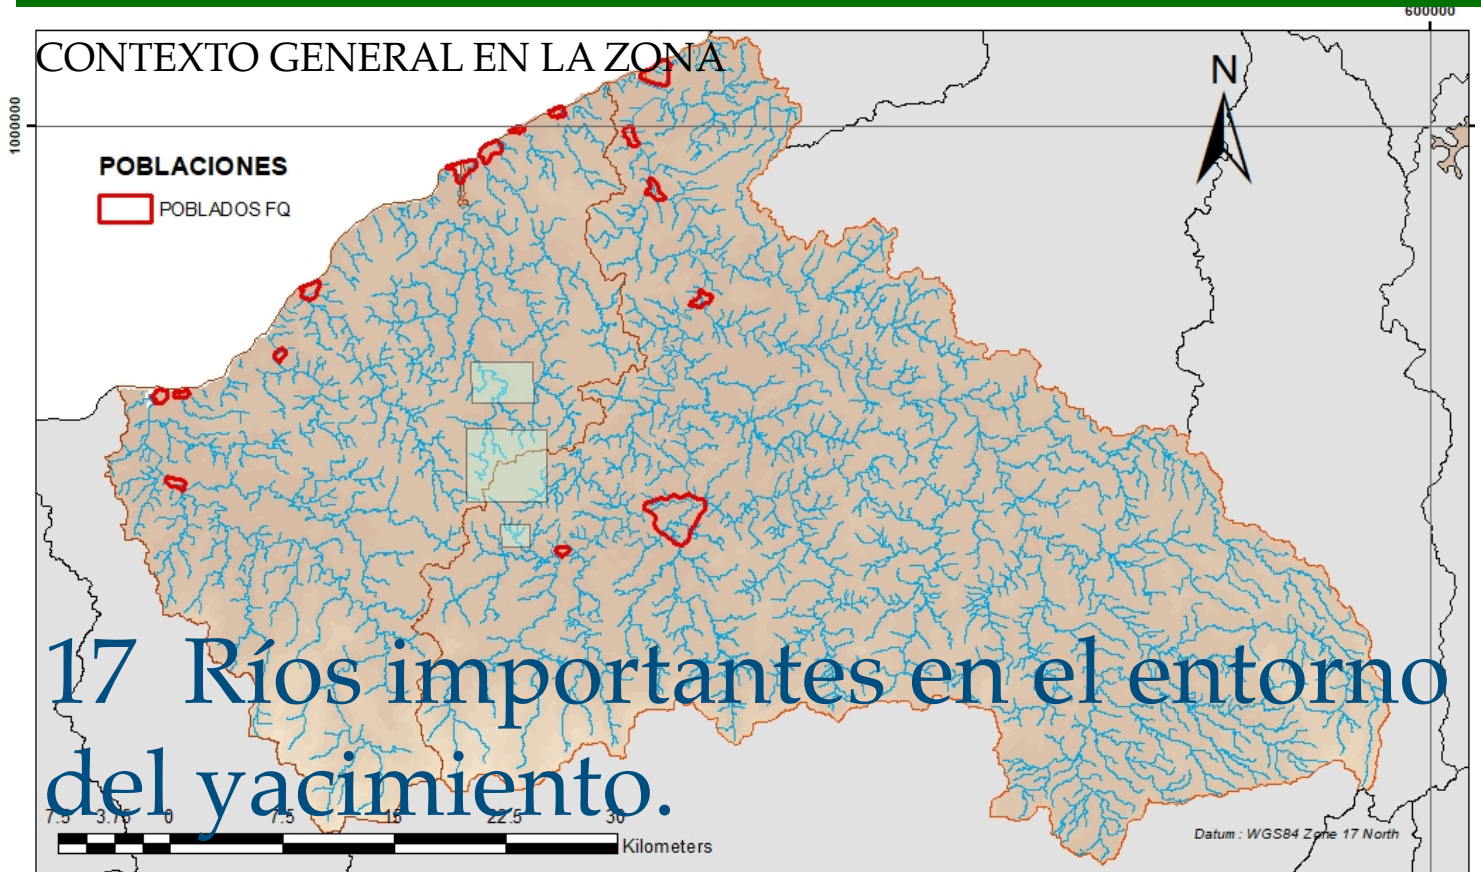 600000
CONTEXTO GENERAL EN LA ZONA
N
1000000
POBLACIONES
POBLADOS FQ
17 Ríos importantes en el entorno
del yacimiento.
7.5 3.75 0 7.5 15 22.5 30
Kilometers
Datum : WGS84 Zone 17 North